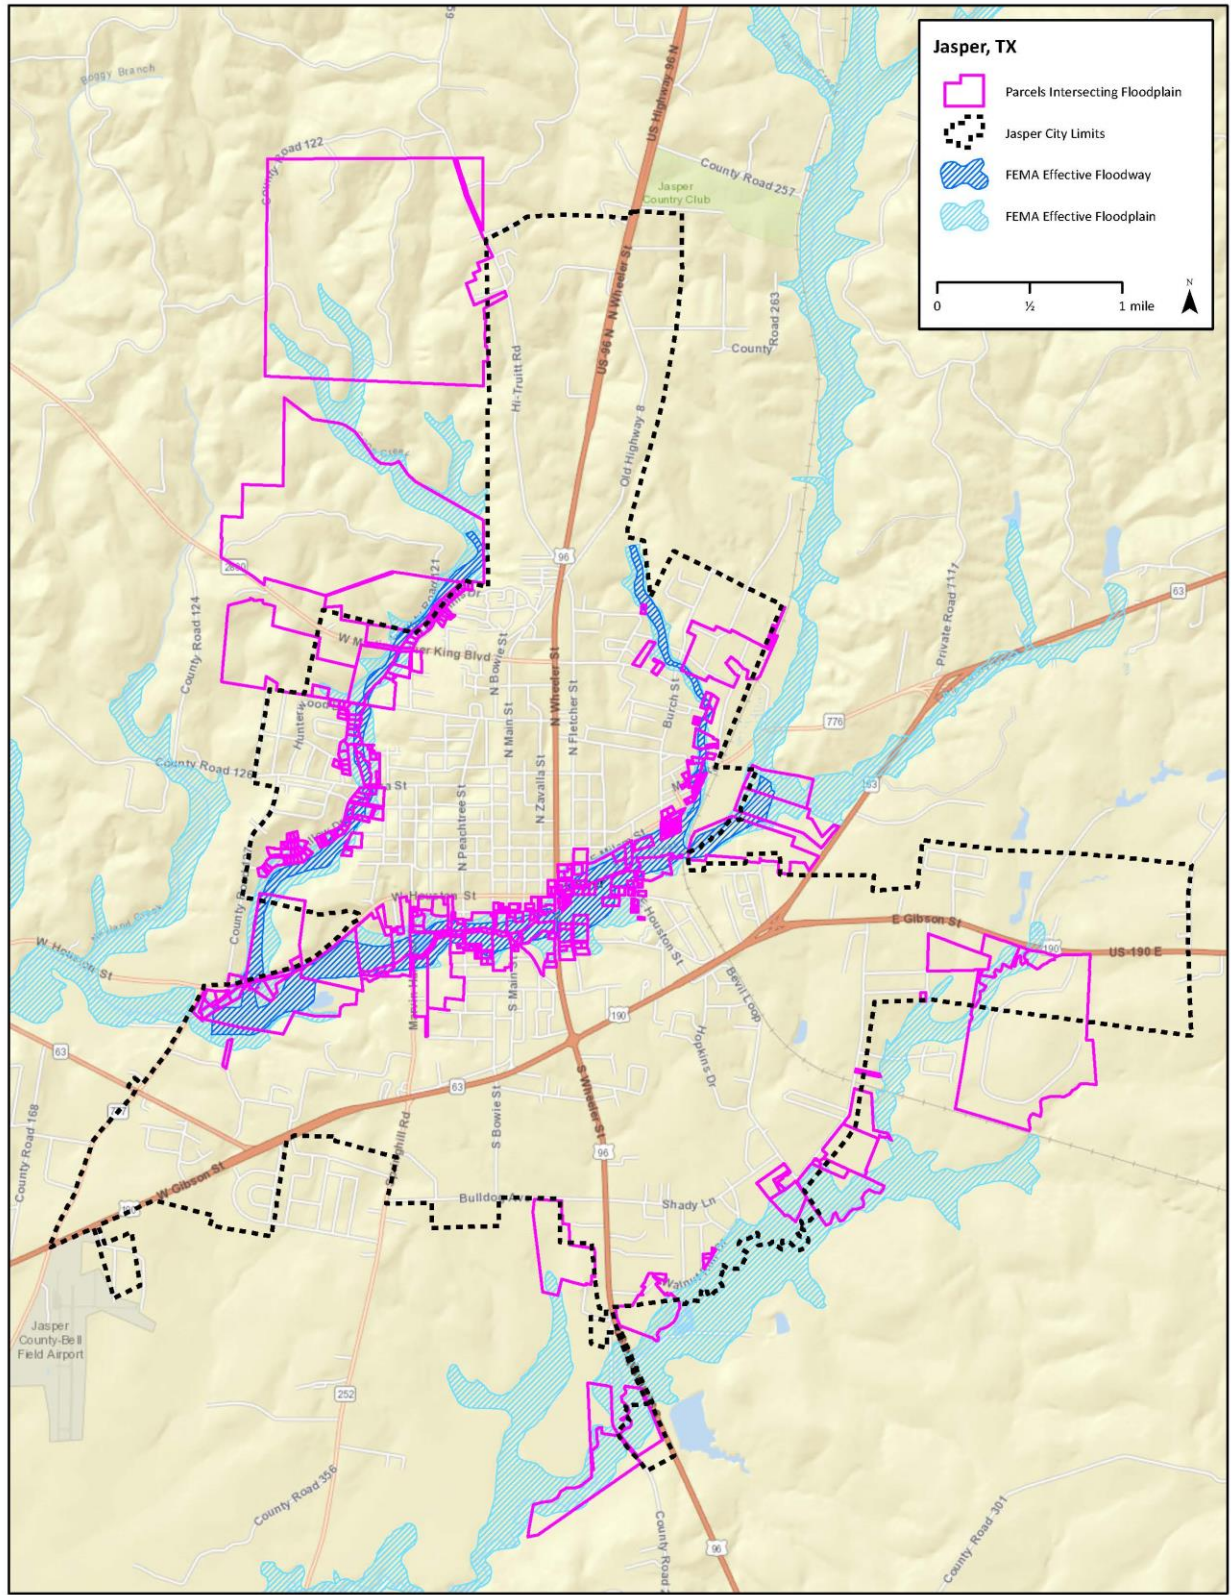 Jasper, TX
Parcels Intersecting Floodplain
Jasper City Limits
FEMA Effective Floodway
FEMA Effective Floodplain
0
½
1 mile
N
69
Boggy Branch
US Highway 96 N
County Road 122
County Road 257
Jasper
Country Club
N Wheeler St
US-96 N
Hi-Truitt Rd
County
Road 263
Old Highway 8
96
63
Private Road 7111
County Road 124
W M
her King Blvd
N Bowie St
N Wheeler St
N Main St
N Fletcher St
Burch St
776
County Road 126
a St
N Peachtree St
N Zavalla St
63
W Houston St
W Houston St
E Houston St
E Gibson St
190
US-190 E
S Main St
Bevil Loop
190
63
63
Hopkins Dr
S Wheeler St
S Bowie St
96
County Road 168
W Gibson St
Bulldog Ave
Shady Ln
Jasper
County-Bell
Field Airport
252
County Road 356
County Road
96
County Road 301